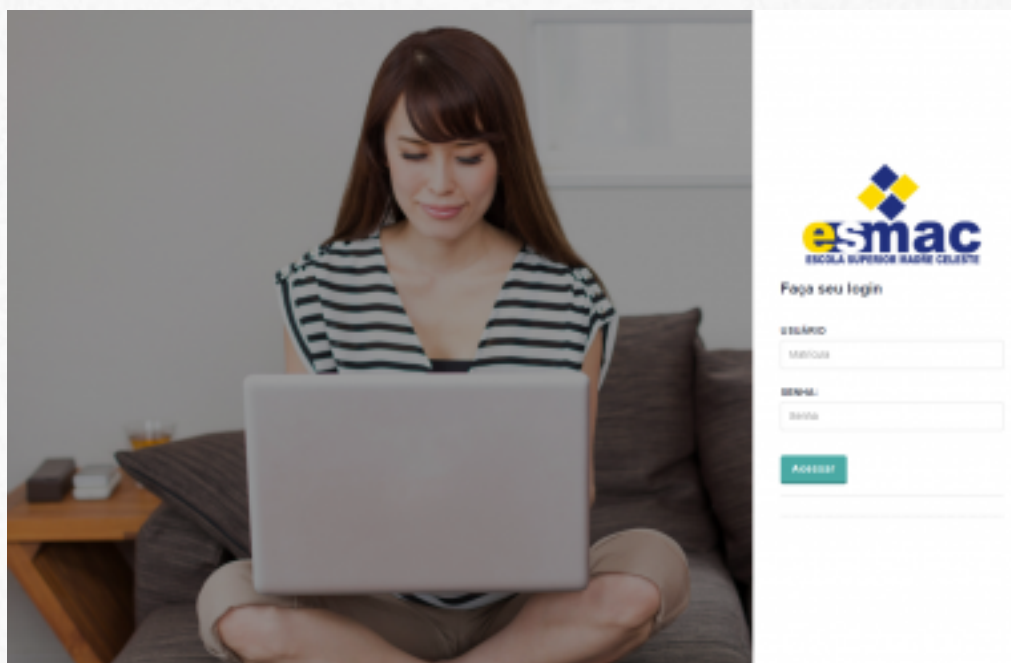 esmac
ESCOLA SUPERIOR MADRE CELESTE
Faça seu login
USUÁRIO
Matrícula
SENHA:
Senha
Acessar